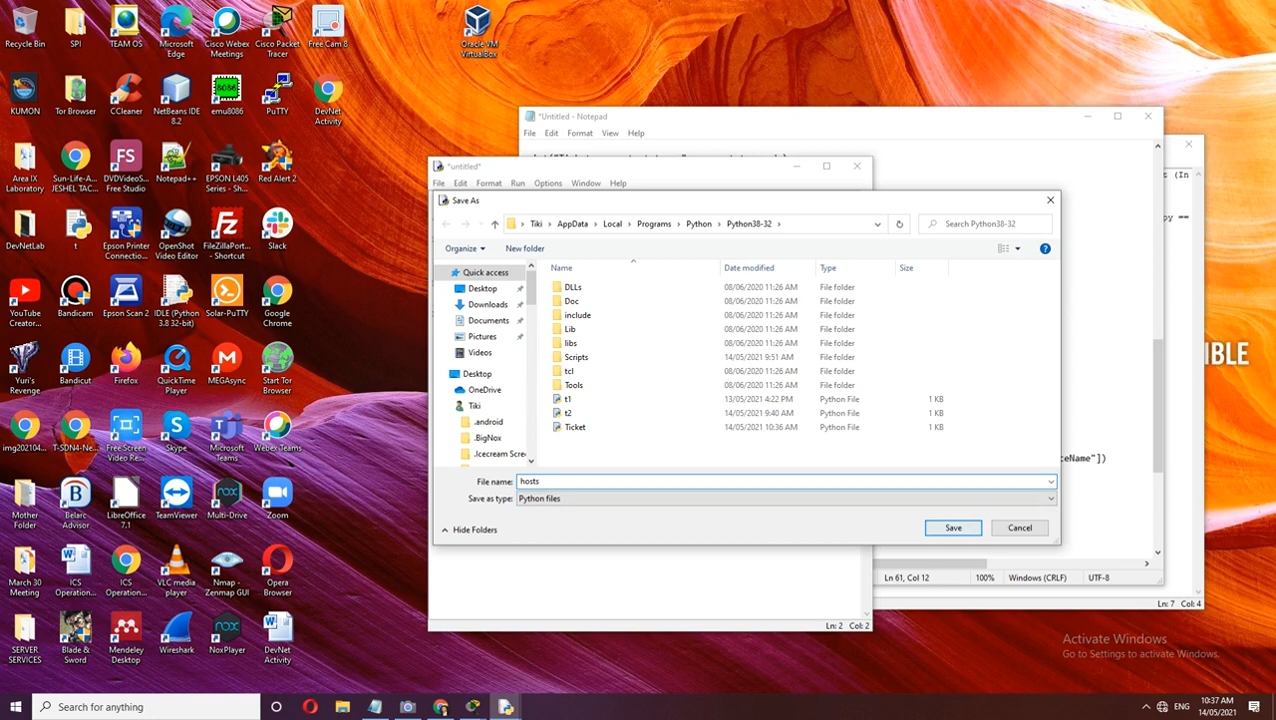 Recycle Bin
SPI
TEAM OS
Microsoft Edge
Cisco Webex Meetings
Cisco Packet Tracer
Free Cam 8
Oracle VM VirtualBox
KUMON
Tor Browser
CCleaner
NetBeans IDE 8.2
emu8086
PuTTY
DevNet Activity
Area IX Laboratory
Sun-Life-A... JESHEL TAC...
DVDVideoS... Free Studio
Notepad++
EPSON L405 Series - Sh...
Red Alert 2
DevNetLab
t
Epson Printer Connectio...
OpenShot Video Editor
FileZillaPort... - Shortcut
Slack
YouTube Creator...
Bandicam
Epson Scan 2
IDLE (Python 3.8 32-bit)
Solar-PuTTY
Google Chrome
Yuri's Revenge
Bandicut
Firefox
QuickTime Player
MEGAsync
Start Tor Browser
img202104...
T-SDN4-Ne...
Free Screen Video Re...
Skype
Microsoft Teams
Webex Teams
Mother Folder
Belarc Advisor
LibreOffice 7.1
TeamViewer
Multi-Drive
Zoom
March 30 Meeting
ICS Operation...
ICS Operation...
VLC media player
Nmap - Zenmap GUI
Opera Browser
SERVER SERVICES
Blade & Sword
Mendeley Desktop
Wireshark
NoxPlayer
DevNet Activity
*Untitled - Notepad
File Edit Format View Help
*untitled*
File Edit Format Run Options Window Help
Save As
Tiki > AppData > Local > Programs > Python > Python38-32 >
Search Python38-32
Organize
New folder
Quick access
Desktop
Downloads
Documents
Pictures
Videos
Desktop
OneDrive
Tiki
.android
.BigNox
.Icecream Scre
Name Date modified Type Size
DLLs 08/06/2020 11:26 AM File folder
Doc 08/06/2020 11:26 AM File folder
include 08/06/2020 11:26 AM File folder
Lib 08/06/2020 11:26 AM File folder
libs 08/06/2020 11:26 AM File folder
Scripts 14/05/2021 9:51 AM File folder
tcl 08/06/2020 11:26 AM File folder
Tools 08/06/2020 11:26 AM File folder
t1 13/05/2021 4:22 PM Python File 1 KB
t2 14/05/2021 9:40 AM Python File 1 KB
Ticket 14/05/2021 10:36 AM Python File 1 KB
File name: hosts
Save as type: Python files
Hide Folders
Save
Cancel
s (In
py ==
IBLE
ceName"])
Ln 61, Col 12 100% Windows (CRLF) UTF-8
Ln: 7 Col: 4
Ln: 2 Col: 2
Activate Windows
Go to Settings to activate Windows.
Search for anything
ENG
10:37 AM
14/05/2021